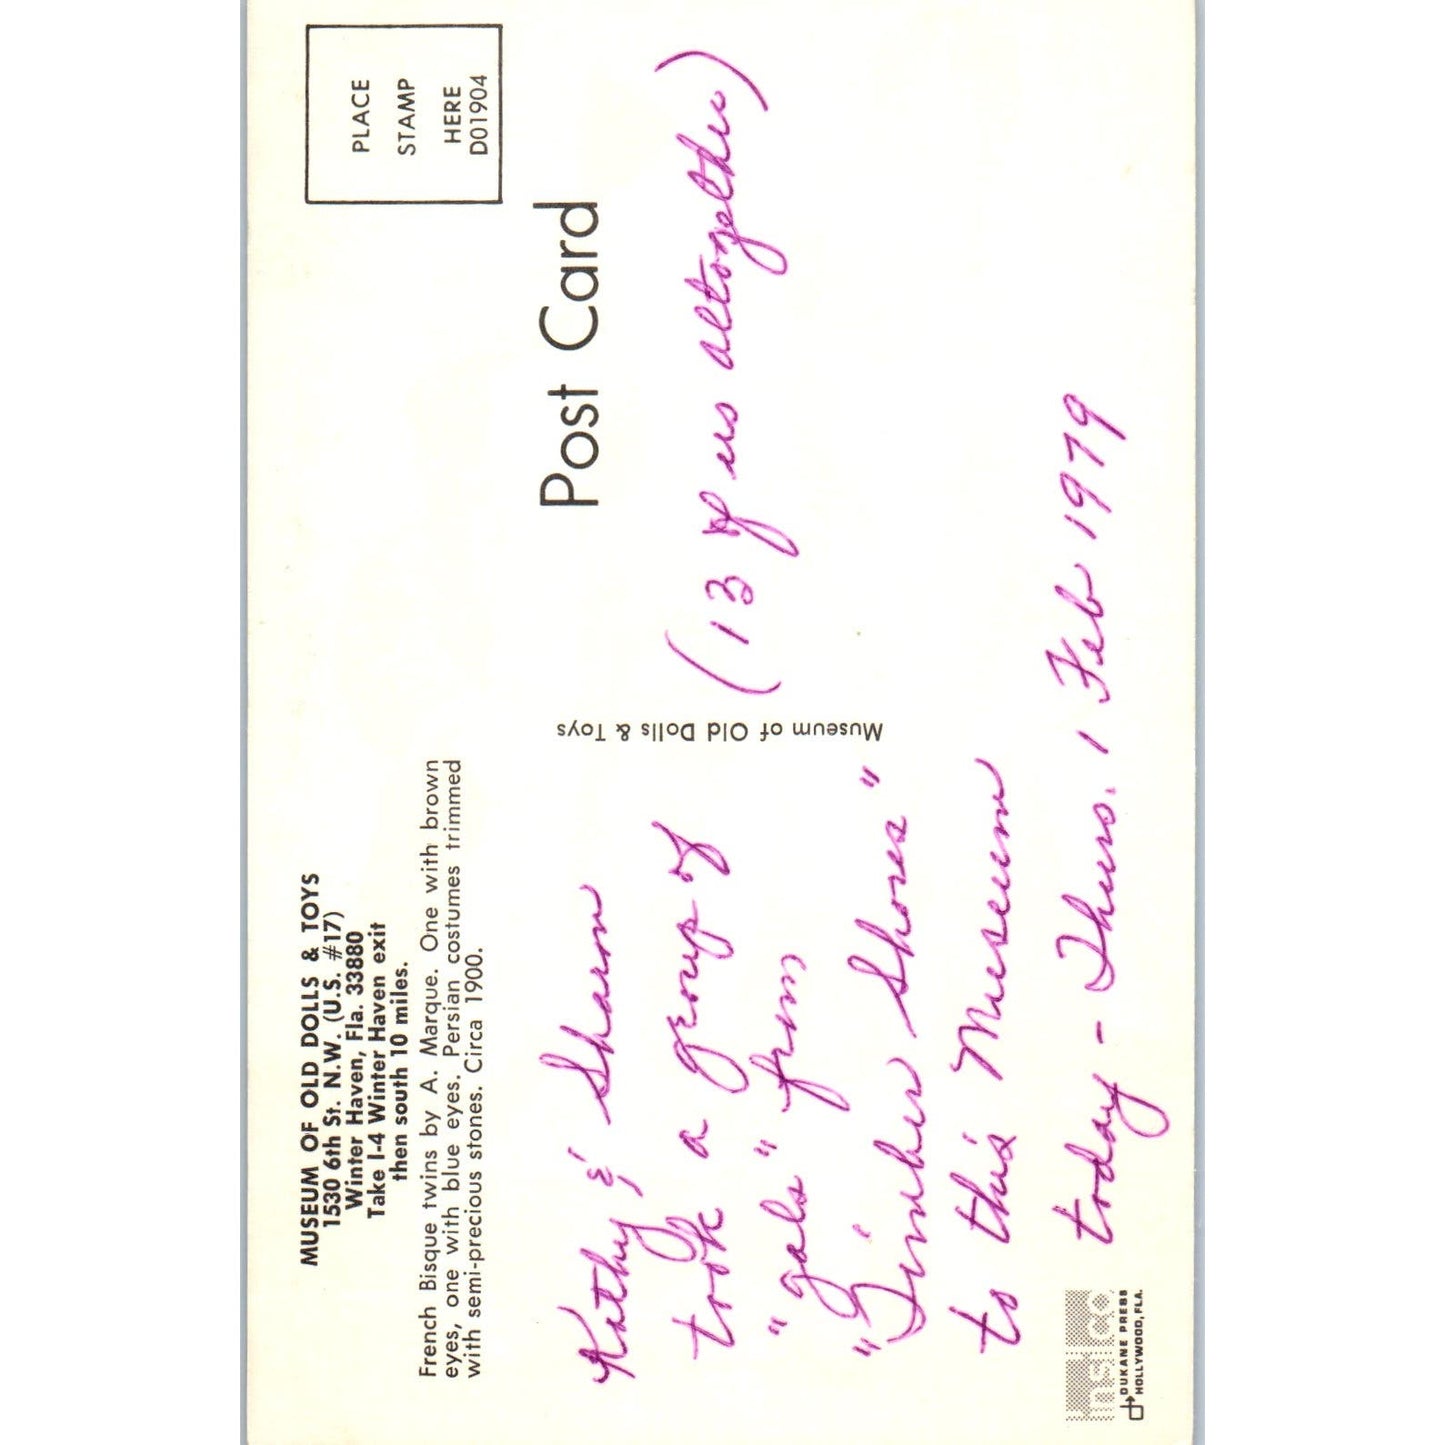 MUSEUM OF OLD DOLLS & TOYS
1530 6th St. N.W. (U.S. #17)
Winter Haven, Fla. 33880
Take I-4 Winter Haven exit
then south 10 miles.
French Bisque twins by A. Marque. One with brown
eyes, one with blue eyes. Persian costumes trimmed
with semi-precious stones. Circa 1900.
PLACE
STAMP
HERE
D01904
Post Card
Kathy & Sharon
took a group of
"gals" from
"Timber Shores"
to this Museum
today - Thurs. 1 Feb 1979
(13 of us altogether)
Museum of Old Dolls & Toys
DUKANE PRESS
HOLLYWOOD, FLA.